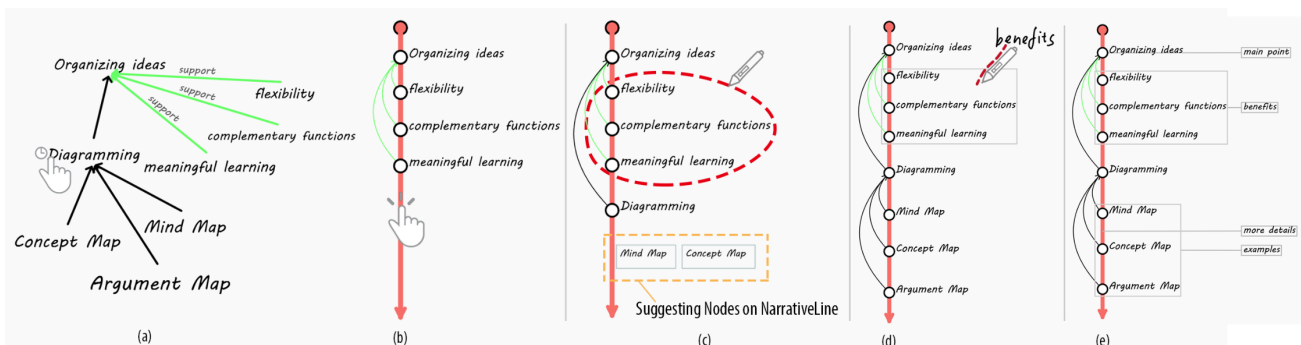 Organizing ideas
support
support
support
flexibility
complementary functions
Diagramming
meaningful learning
Mind Map
Concept Map
Argument Map
(a)
Organizing ideas
flexibility
complementary functions
meaningful learning
(b)
Organizing ideas
flexibility
complementary functions
meaningful learning
Diagramming
Mind Map
Concept Map
Suggesting Nodes on NarrativeLine
(c)
benefits
Organizing ideas
flexibility
complementary functions
meaningful learning
Diagramming
Mind Map
Concept Map
Argument Map
(d)
Organizing ideas
main point
flexibility
complementary functions
benefits
meaningful learning
Diagramming
Mind Map
more details
Concept Map
examples
Argument Map
(e)